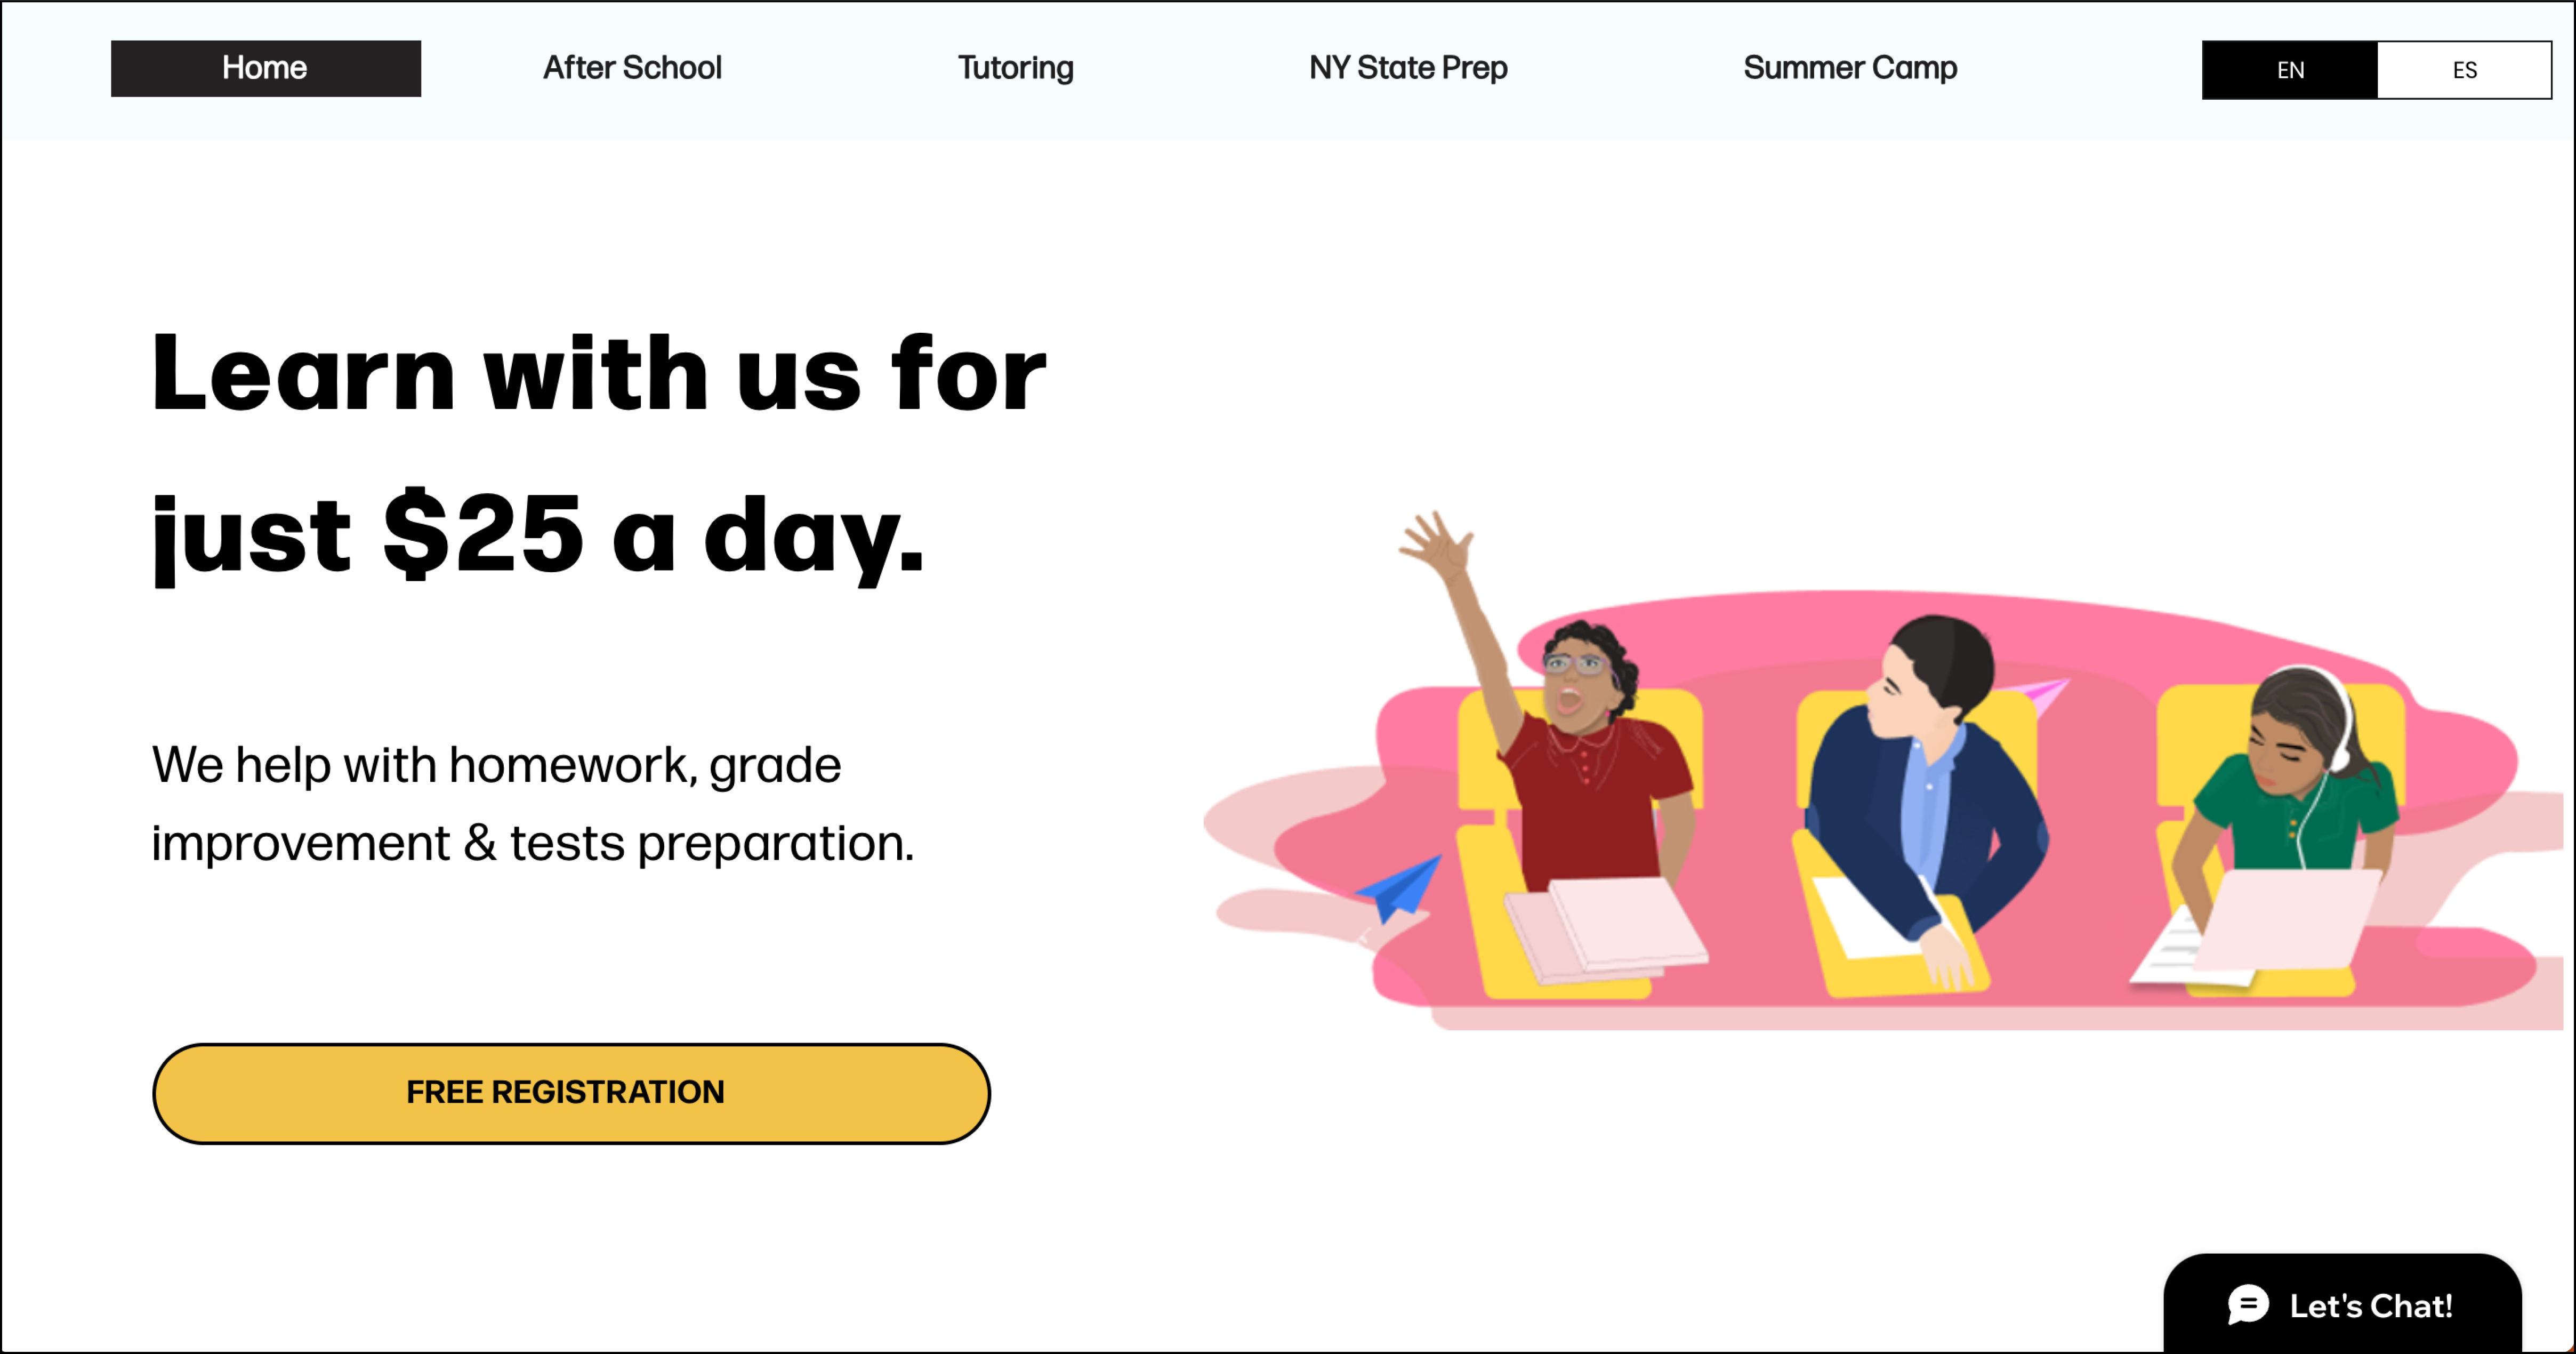 Home
After School
Tutoring
NY State Prep
Summer Camp
EN
ES
Learn with us for
just $25 a day.
We help with homework, grade
improvement & tests preparation.
FREE REGISTRATION
Let's Chat!